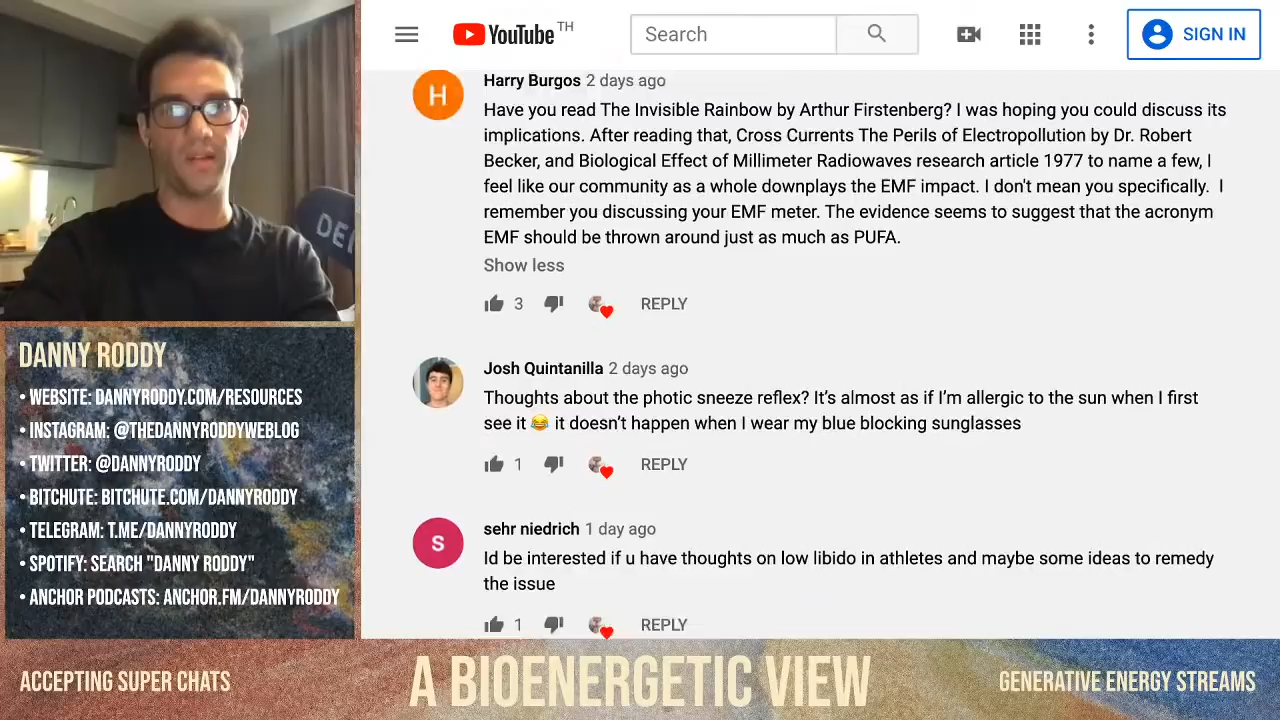 YouTube TH
Search
SIGN IN
H
Harry Burgos 2 days ago
Have you read The Invisible Rainbow by Arthur Firstenberg? I was hoping you could discuss its
implications. After reading that, Cross Currents The Perils of Electropollution by Dr. Robert
Becker, and Biological Effect of Millimeter Radiowaves research article 1977 to name a few, I
feel like our community as a whole downplays the EMF impact. I don't mean you specifically.  I
remember you discussing your EMF meter. The evidence seems to suggest that the acronym
EMF should be thrown around just as much as PUFA.
Show less
3 REPLY
Josh Quintanilla 2 days ago
Thoughts about the photic sneeze reflex? It's almost as if I'm allergic to the sun when I first
see it 😂 it doesn't happen when I wear my blue blocking sunglasses
1 REPLY
S
sehr niedrich 1 day ago
Id be interested if u have thoughts on low libido in athletes and maybe some ideas to remedy
the issue
1 REPLY
DANNY RODDY
• WEBSITE: DANNYRODDY.COM/RESOURCES
• INSTAGRAM: @THEDANNYRODDYWEBLOG
• TWITTER: @DANNYRODDY
• BITCHUTE: BITCHUTE.COM/DANNYRODDY
• TELEGRAM: T.ME/DANNYRODDY
• SPOTIFY: SEARCH "DANNY RODDY"
• ANCHOR PODCASTS: ANCHOR.FM/DANNYRODDY
ACCEPTING SUPER CHATS
A BIOENERGETIC VIEW
GENERATIVE ENERGY STREAMS